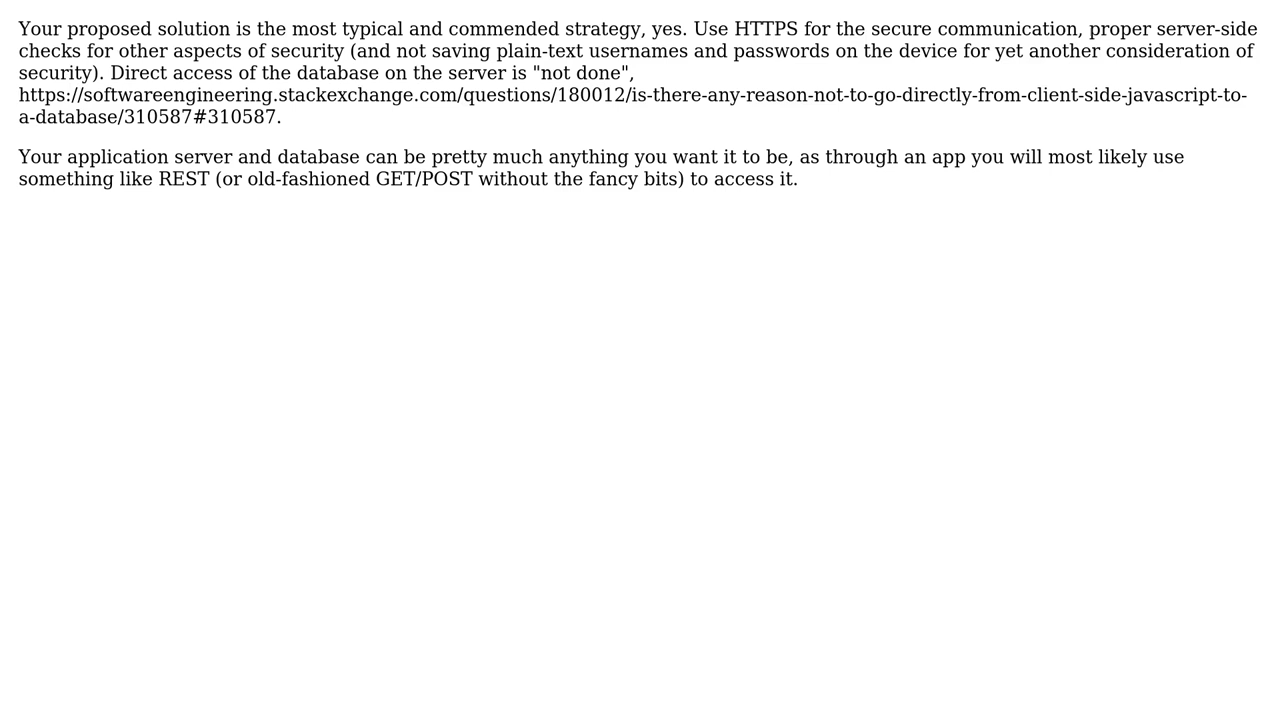 Your proposed solution is the most typical and commended strategy, yes. Use HTTPS for the secure communication, proper server-side
checks for other aspects of security (and not saving plain-text usernames and passwords on the device for yet another consideration of
security). Direct access of the database on the server is "not done",
https://softwareengineering.stackexchange.com/questions/180012/is-there-any-reason-not-to-go-directly-from-client-side-javascript-to-
a-database/310587#310587.
Your application server and database can be pretty much anything you want it to be, as through an app you will most likely use
something like REST (or old-fashioned GET/POST without the fancy bits) to access it.